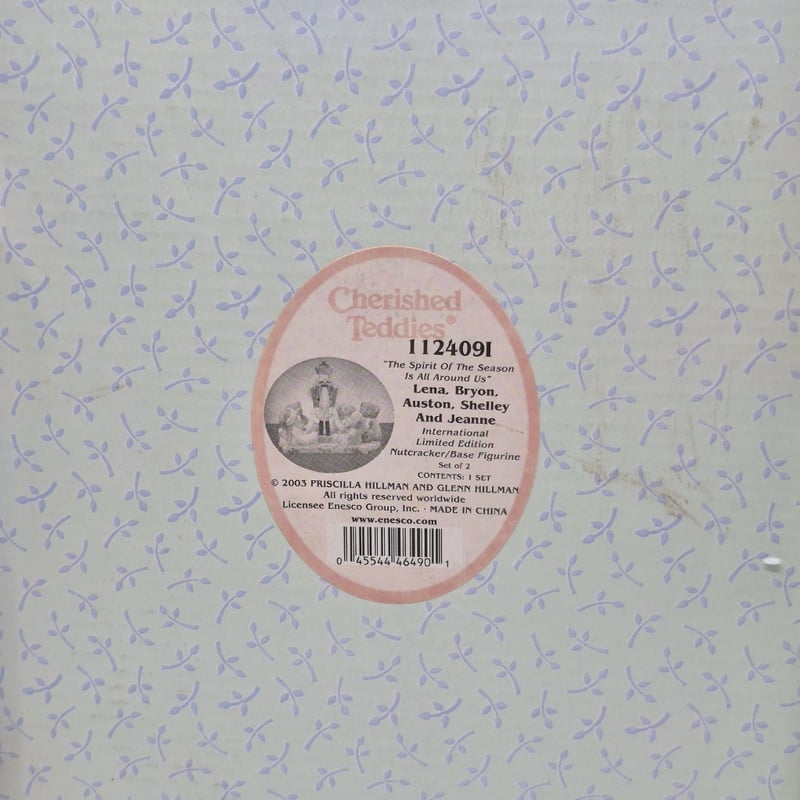 Cherished
Teddies®
112409I
"The Spirit Of The Season
Is All Around Us"
Lena, Bryon,
Auston, Shelley
And Jeanne
International
Limited Edition
Nutcracker/Base Figurine
Set of 2
CONTENTS: 1 SET
© 2003 PRISCILLA HILLMAN AND GLENN HILLMAN
All rights reserved worldwide
Licensee Enesco Group, Inc. · MADE IN CHINA
www.enesco.com
0 45544 46490 1